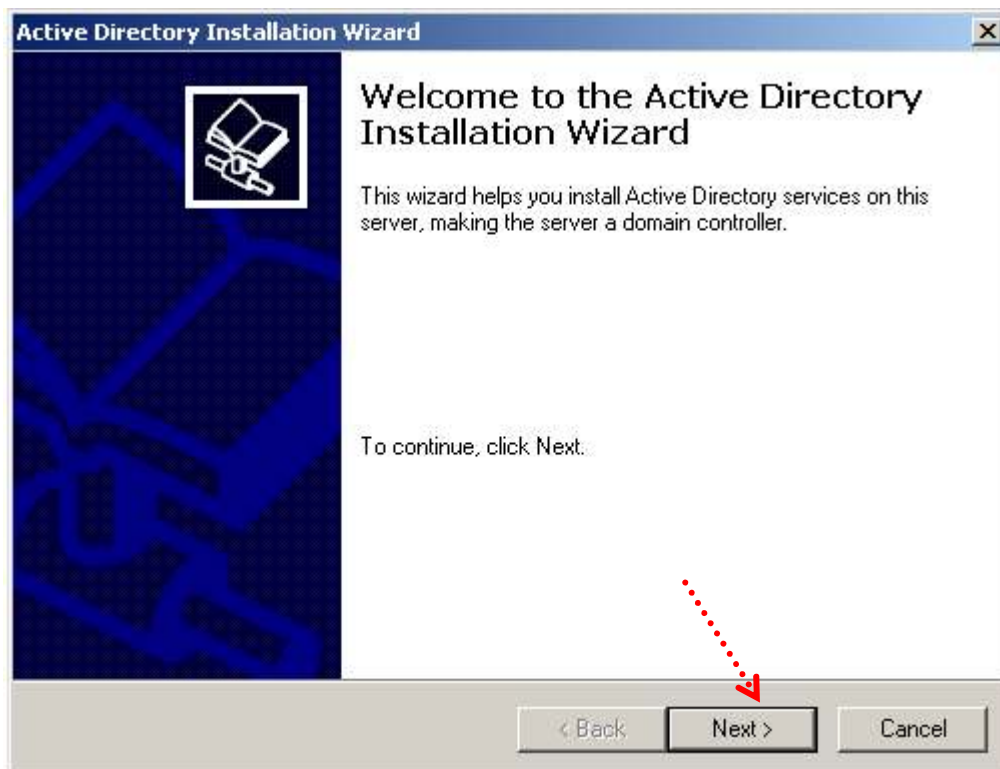 Active Directory Installation Wizard
Welcome to the Active Directory
Installation Wizard
This wizard helps you install Active Directory services on this
server, making the server a domain controller.
To continue, click Next.
< Back
Next >
Cancel